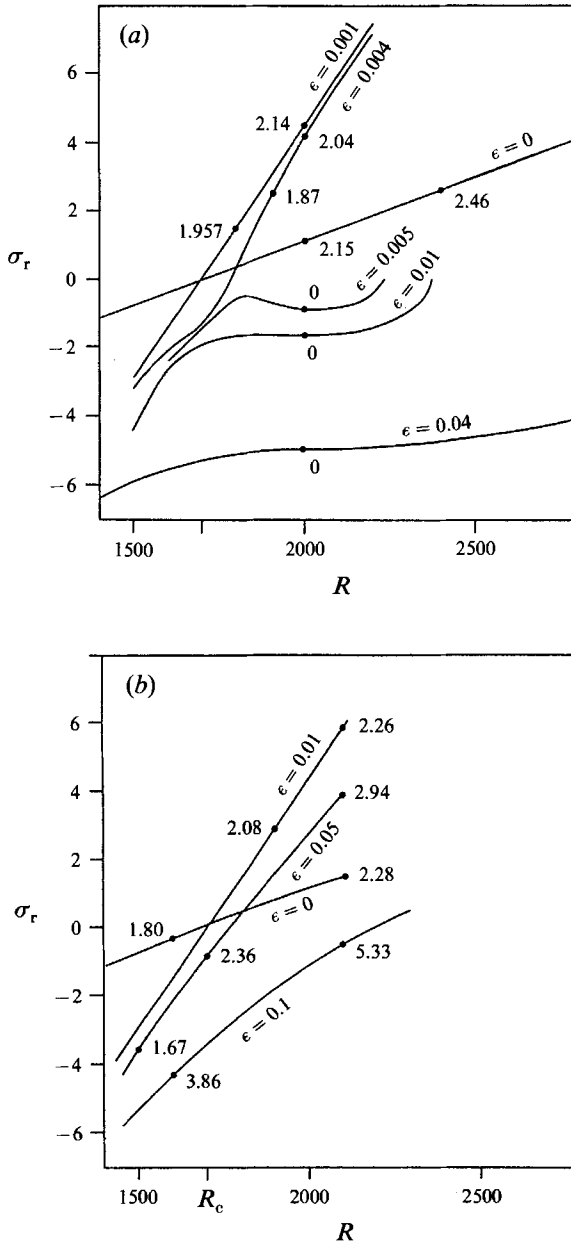 (a)
6
4
2
0
−2
−4
−6
σr
ϵ = 0.001
ϵ = 0.004
2.14
2.04
1.87
1.957
ϵ = 0
2.46
2.15
ϵ = 0.005
ϵ = 0.01
0
0
ϵ = 0.04
0
1500
2000
2500
R
(b)
6
4
2
0
−2
−4
−6
σr
2.26
ϵ = 0.01
2.94
2.08
ϵ = 0.05
2.28
1.80
ϵ = 0
2.36
5.33
ϵ = 0.1
1.67
3.86
1500
Rc
2000
2500
R